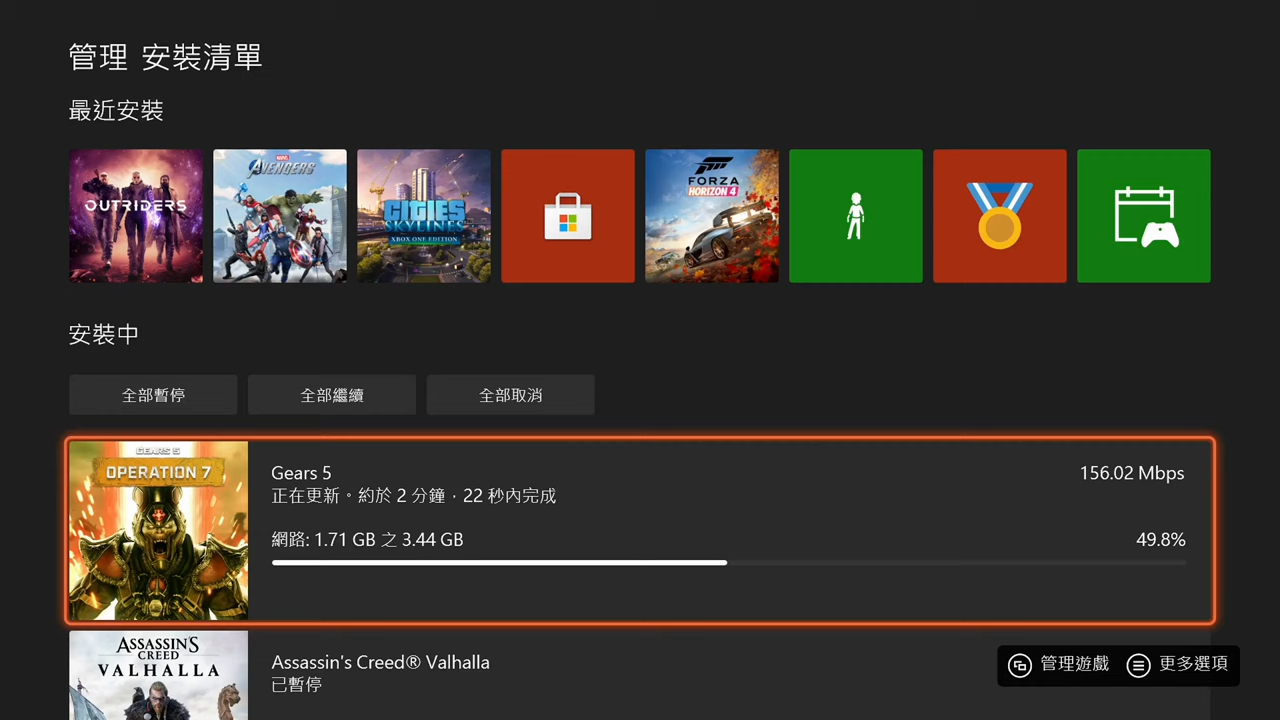 管理 安裝清單
最近安裝
OUTRIDERS
MARVEL
AVENGERS
CITIES
SKYLINES
XBOX ONE EDITION
FORZA
HORIZON 4
安裝中
全部暫停
全部繼續
全部取消
GEARS 5
OPERATION 7
Gears 5
156.02 Mbps
正在更新。約於 2 分鐘，22 秒內完成
網路: 1.71 GB 之 3.44 GB
49.8%
ASSASSIN'S
CREED
VALHALLA
Assassin's Creed® Valhalla
已暫停
管理遊戲
更多選項